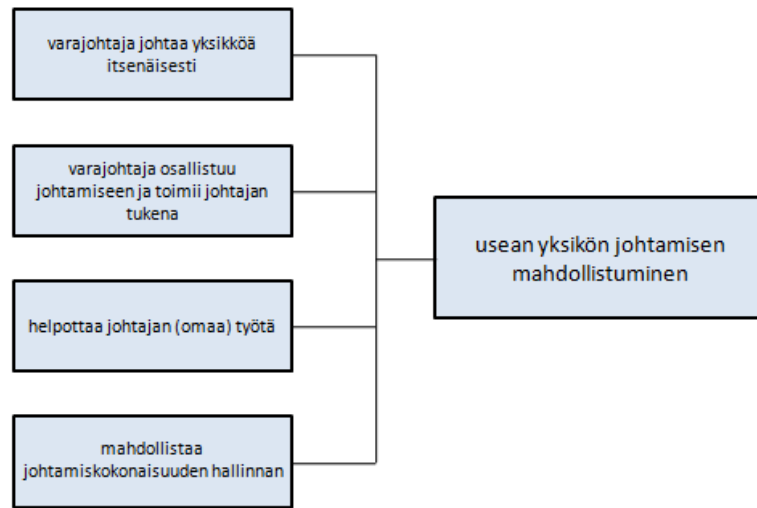 varajohtaja johtaa yksikköä
itsenäisesti
varajohtaja osallistuu
johtamiseen ja toimii johtajan
tukena
helpottaa johtajan (omaa) työtä
mahdollistaa
johtamiskokonaisuuden hallinnan
usean yksikön johtamisen
mahdollistuminen